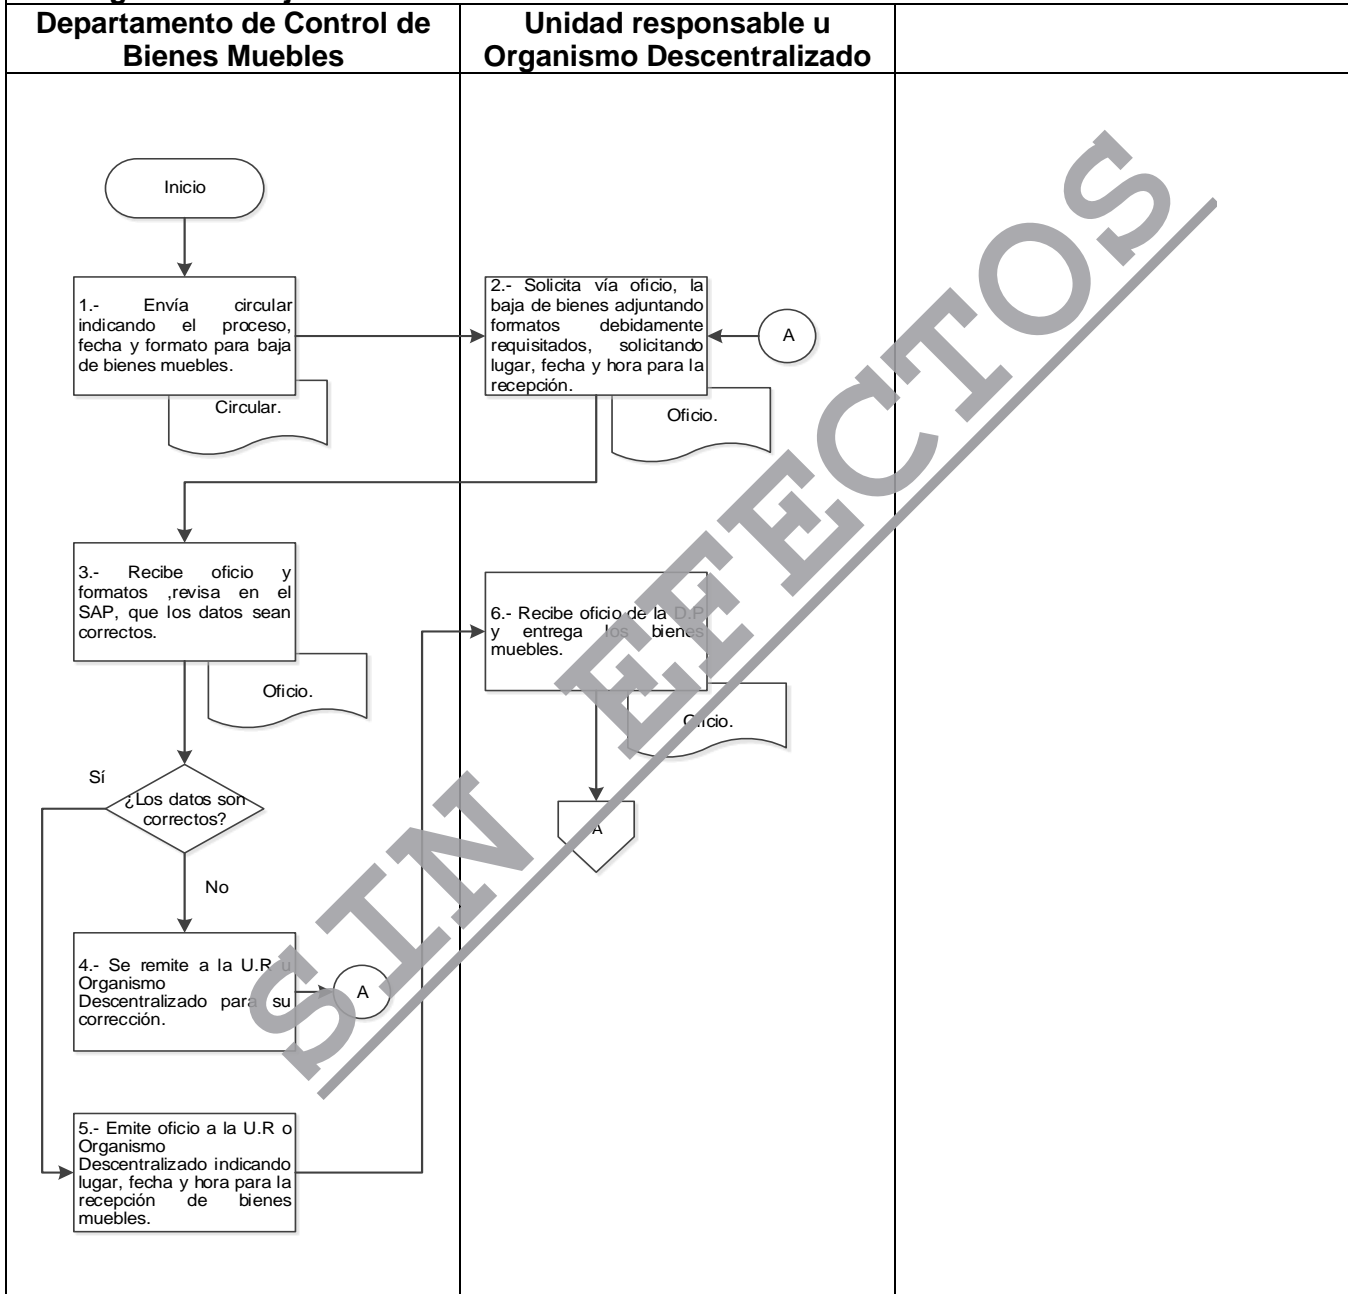 Departamento de Control de
Bienes Muebles
Unidad responsable u
Organismo Descentralizado
Inicio
1.- Envía circular
indicando el proceso,
fecha y formato para baja
de bienes muebles.
Circular.
2.- Solicita vía oficio, la
baja de bienes adjuntando
formatos debidamente
requisitados, solicitando
lugar, fecha y hora para la
recepción.
A
Oficio.
3.- Recibe oficio y
formatos ,revisa en el
SAP, que los datos sean
correctos.
Oficio.
6.- Recibe oficio de la D.P
y entrega los bienes
muebles.
Oficio.
A
Sí
¿Los datos son
correctos?
No
4.- Se remite a la U.R u
Organismo
Descentralizado para su
corrección.
A
5.- Emite oficio a la U.R o
Organismo
Descentralizado indicando
lugar, fecha y hora para la
recepción de bienes
muebles.
SIN EFECTOS